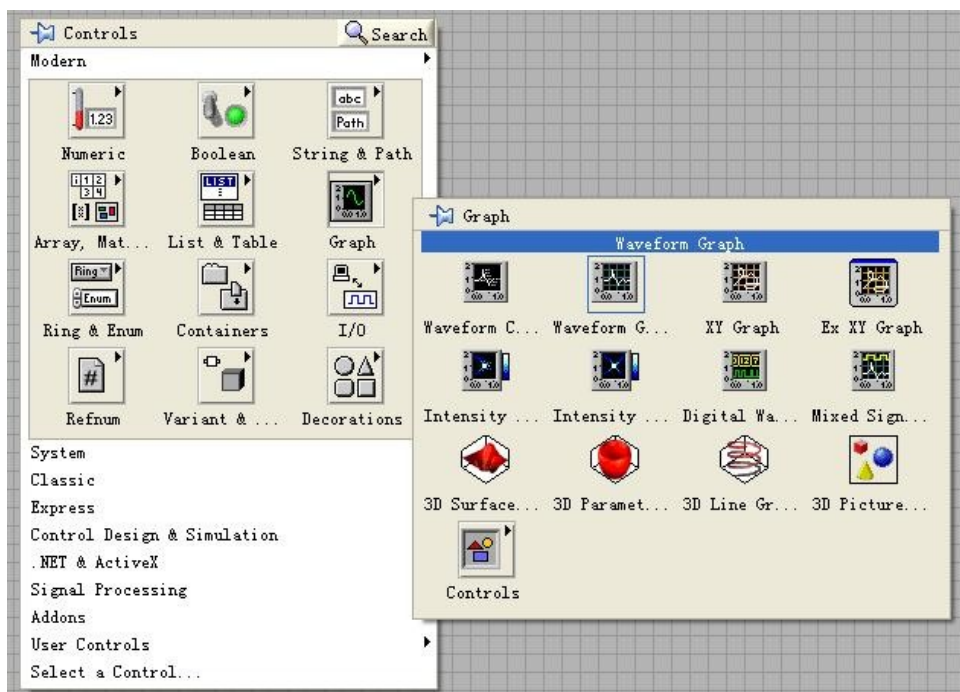 Controls Search
Modern
1.23 abc Path
Numeric Boolean String & Path
LIST
Array, Mat... List & Table Graph
Ring Enum
Ring & Enum Containers I/O
#
Refnum Variant & ... Decorations
System
Classic
Express
Control Design & Simulation
.NET & ActiveX
Signal Processing
Addons
User Controls
Select a Control...
Graph
Waveform Graph
Waveform C... Waveform G... XY Graph Ex XY Graph
Intensity ... Intensity ... Digital Wa... Mixed Sign...
3D Surface... 3D Paramet... 3D Line Gr... 3D Picture...
Controls